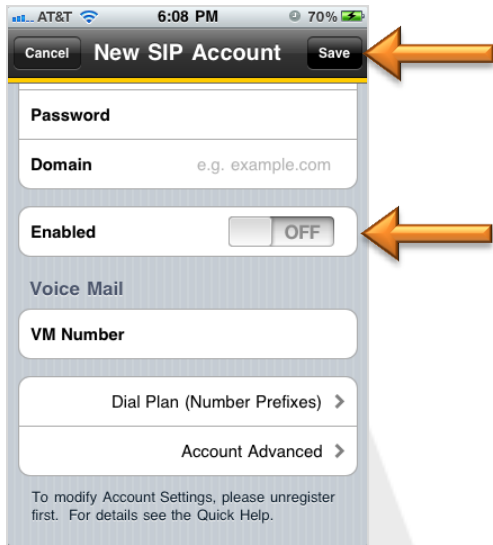 AT&T 6:08 PM 70%
Cancel New SIP Account Save
Password
Domain e.g. example.com
Enabled OFF
Voice Mail
VM Number
Dial Plan (Number Prefixes)
Account Advanced
To modify Account Settings, please unregister
first. For details see the Quick Help.